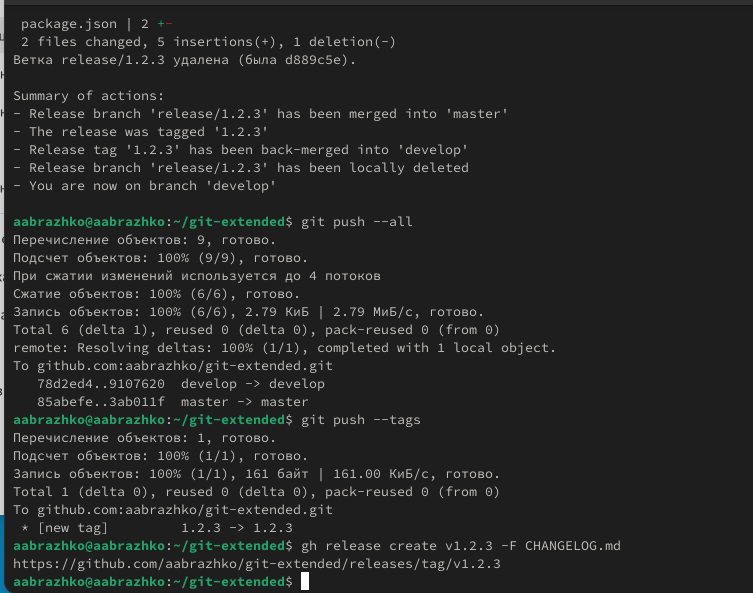 package.json | 2 +-
2 files changed, 5 insertions(+), 1 deletion(-)
Ветка release/1.2.3 удалена (была d889c5e).
Summary of actions:
- Release branch 'release/1.2.3' has been merged into 'master'
- The release was tagged '1.2.3'
- Release tag '1.2.3' has been back-merged into 'develop'
- Release branch 'release/1.2.3' has been locally deleted
- You are now on branch 'develop'
aabrazhko@aabrazhko:~/git-extended$ git push --all
Перечисление объектов: 9, готово.
Подсчет объектов: 100% (9/9), готово.
При сжатии изменений используется до 4 потоков
Сжатие объектов: 100% (6/6), готово.
Запись объектов: 100% (6/6), 2.79 КиБ | 2.79 МиБ/с, готово.
Total 6 (delta 1), reused 0 (delta 0), pack-reused 0 (from 0)
remote: Resolving deltas: 100% (1/1), completed with 1 local object.
To github.com:aabrazhko/git-extended.git
78d2ed4..9107620  develop -> develop
85abefe..3ab011f  master -> master
aabrazhko@aabrazhko:~/git-extended$ git push --tags
Перечисление объектов: 1, готово.
Подсчет объектов: 100% (1/1), готово.
Запись объектов: 100% (1/1), 161 байт | 161.00 КиБ/с, готово.
Total 1 (delta 0), reused 0 (delta 0), pack-reused 0 (from 0)
To github.com:aabrazhko/git-extended.git
* [new tag]         1.2.3 -> 1.2.3
aabrazhko@aabrazhko:~/git-extended$ gh release create v1.2.3 -F CHANGELOG.md
https://github.com/aabrazhko/git-extended/releases/tag/v1.2.3
aabrazhko@aabrazhko:~/git-extended$